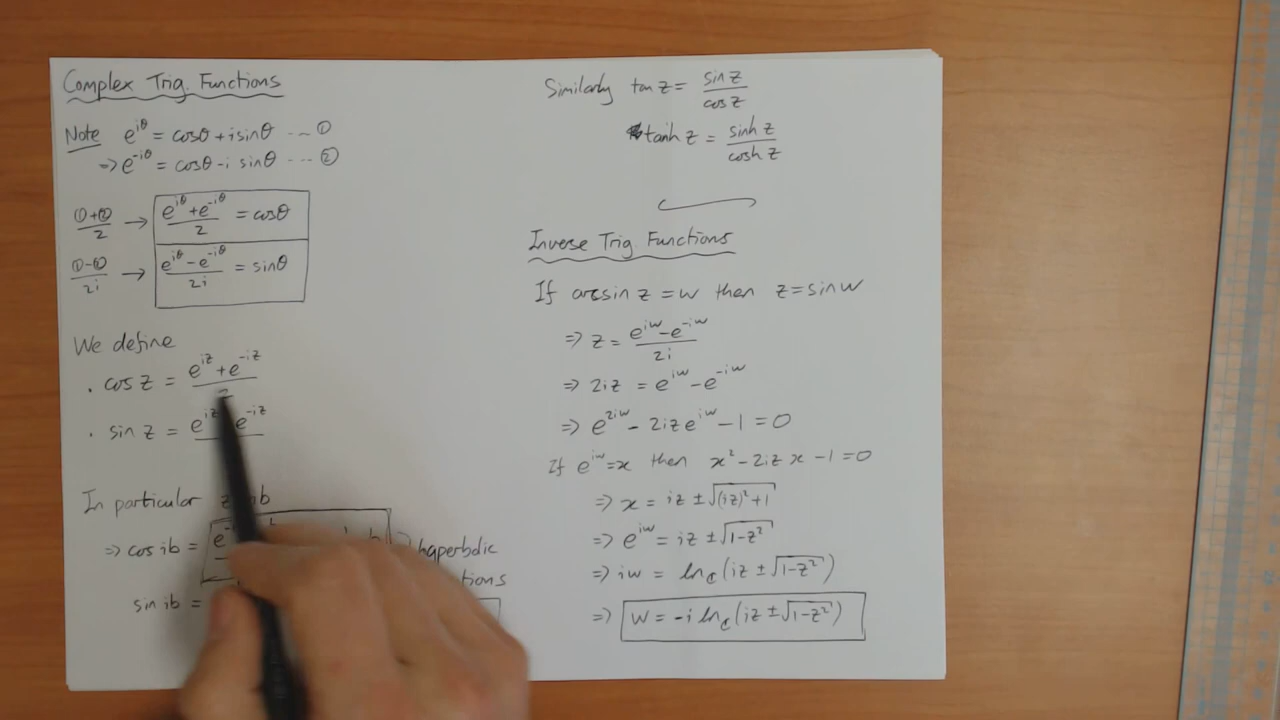 Complex Trig. Functions
Note e^{iθ} = cosθ + i sinθ ... ①
⇒ e^{-iθ} = cosθ - i sinθ ... ②
(①+②)/2 → (e^{iθ} + e^{-iθ})/2 = cosθ
(①-②)/2i → (e^{iθ} - e^{-iθ})/2i = sinθ
We define
· cos z = (e^{iz} + e^{-iz})/2
· sin z = e^{iz} e^{-iz}
In particular
⇒ cos ib =
sin ib =
Similarly tan z = sin z / cos z
tanh z = sinh z / cosh z
Inverse Trig. Functions
If arcsin z = w then z = sin w
⇒ z = (e^{iw} - e^{-iw})/2i
⇒ 2iz = e^{iw} - e^{-iw}
⇒ e^{2iw} - 2iz e^{iw} - 1 = 0
If e^{iw} = x then x² - 2iz x - 1 = 0
⇒ x = iz ± √((iz)² + 1)
⇒ e^{iw} = iz ± √(1-z²)
⇒ iw = ln_ℂ(iz ± √(1-z²))
⇒ w = -i ln_ℂ(iz ± √(1-z²))